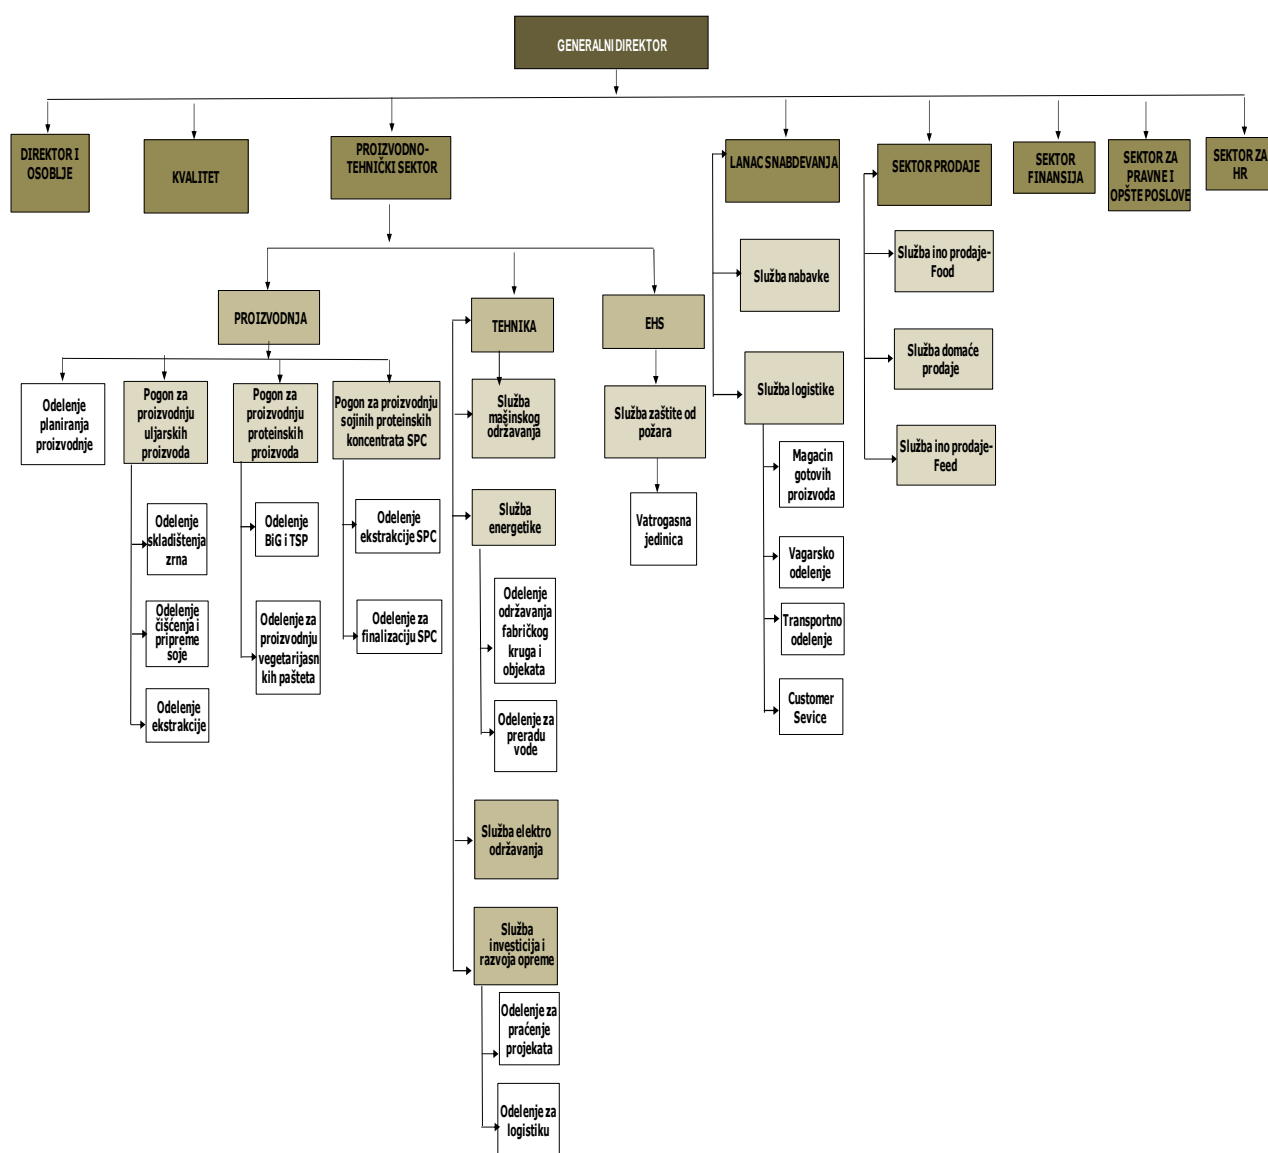 GENERALNI DIREKTOR
DIREKTOR I
OSOBLJE
KVALITET
PROIZVODNO-
TEHNIČKI SEKTOR
LANAC SNABDEVANJA
SEKTOR PRODAJE
SEKTOR
FINANSIJA
SEKTOR ZA
PRAVNE I
OPŠTE POSLOVE
SEKTOR ZA
HR
PROIZVODNJA
TEHNIKA
EHS
Služba nabavke
Služba ino prodaje-
Food
Odelenje
planiranja
proizvodnje
Pogon za
proizvodnju
uljarskih
proizvoda
Pogon za
proizvodnju
proteinskih
proizvoda
Pogon za proizvodnju
sojinih proteinskih
koncentrata SPC
Služba
mašinskog
održavanja
Služba zaštite od
požara
Služba logistike
Služba domaće
prodaje
Služba ino prodaje-
Feed
Odelenje
skladištenja
zrna
Odelenje
čišćenja i
pripreme
soje
Odelenje
ekstrakcije
Odelenje
BiG i TSP
Odelenje za
proizvodnju
vegetarijasn
kih pašteta
Odelenje
ekstrakcije SPC
Odelenje za
finalizaciju SPC
Služba
energetike
Odelenje
održavanja
fabričkog
kruga i
objekata
Odelenje za
preradu
vode
Služba elektro
održavanja
Služba
investicija i
razvoja opreme
Odelenje za
praćenje
projekata
Odelenje za
logistiku
Vatrogasna
jedinica
Magacin
gotovih
proizvoda
Vagarsko
odelenje
Transportno
odelenje
Customer
Sevice